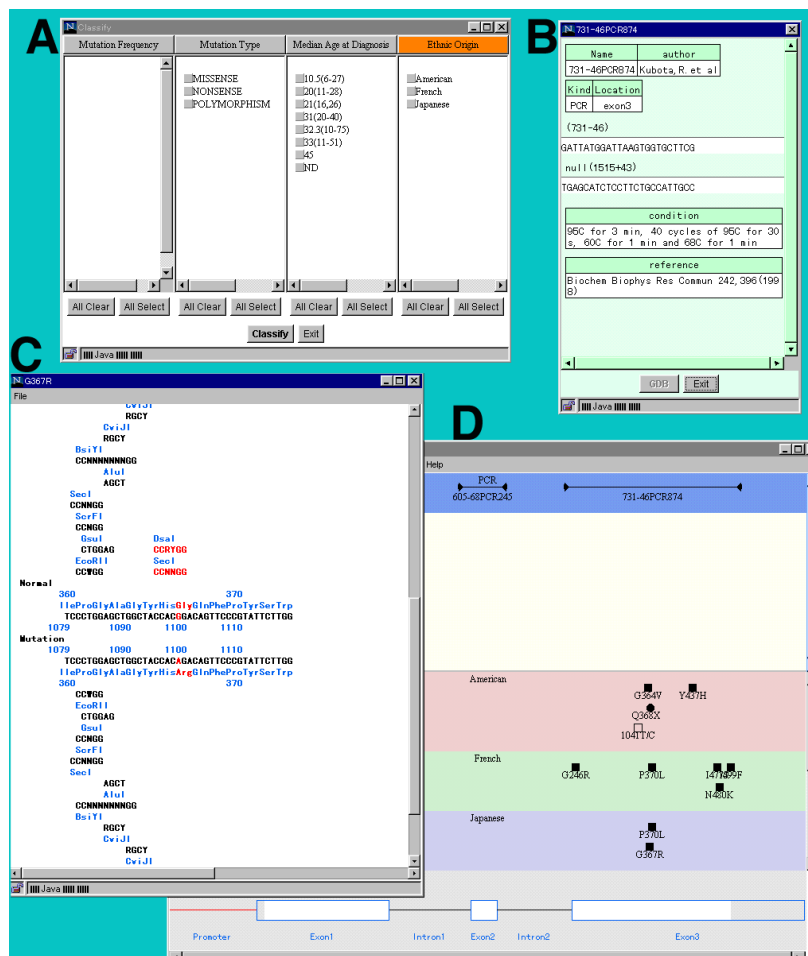 A
Classify
Mutation Frequency Mutation Type Median Age at Diagnosis Ethnic Origin
MISSENSE
NONSENSE
POLYMORPHISM
10.5(6-27)
20(11-28)
21(16,26)
31(20-40)
32.3(10-75)
33(11-51)
45
ND
American
French
Japanese
All Clear All Select All Clear All Select All Clear All Select All Clear All Select
Classify Exit
Java
B
731-46PCR874
Name author
731-46PCR874 Kubota,R. et al
Kind Location
PCR exon3
(731-46)
GATTATGGATTAAGTGGTGCTTCG
null(1515+43)
TGAGCATCTCCTTCTGCCATTGCC
condition
95C for 3 min, 40 cycles of 95C for 30
s, 60C for 1 min and 68C for 1 min
reference
Biochem Biophys Res Commun 242,396(199
8)
GDB Exit
Java
C
G367R
File
CviJI
RGCY
CviJI
RGCY
BsiYI
CCNNNNNNNGG
AluI
AGCT
SecI
CCNNGG
ScrFI
CCNGG
GsuI DsaI
CTGGAG CCRYGG
EcoRII SecI
CCWGG CCNNGG
Normal
360 370
IleProGlyAlaGlyTyrHisGlyGlnPheProTyrSerTrp
TCCCTGGAGCTGGCTACCACGGACAGTTCCCGTATTCTTGG
1079 1090 1100 1110
Mutation
1079 1090 1100 1110
TCCCTGGAGCTGGCTACCACAGACAGTTCCCGTATTCTTGG
IleProGlyAlaGlyTyrHisArgGlnPheProTyrSerTrp
360 370
CCWGG
EcoRII
CTGGAG
GsuI
CCNGG
ScrFI
CCNNGG
SecI
AGCT
AluI
CCNNNNNNNGG
BsiYI
RGCY
CviJI
RGCY
CviJI
Java
D
Help
PCR
605-68PCR245 731-46PCR874
American
G364V Y437H
Q368X
1041T/C
French
G246R P370L
N480K
Japanese
P370L
G367R
Promoter Exon1 Intron1 Exon2 Intron2 Exon3